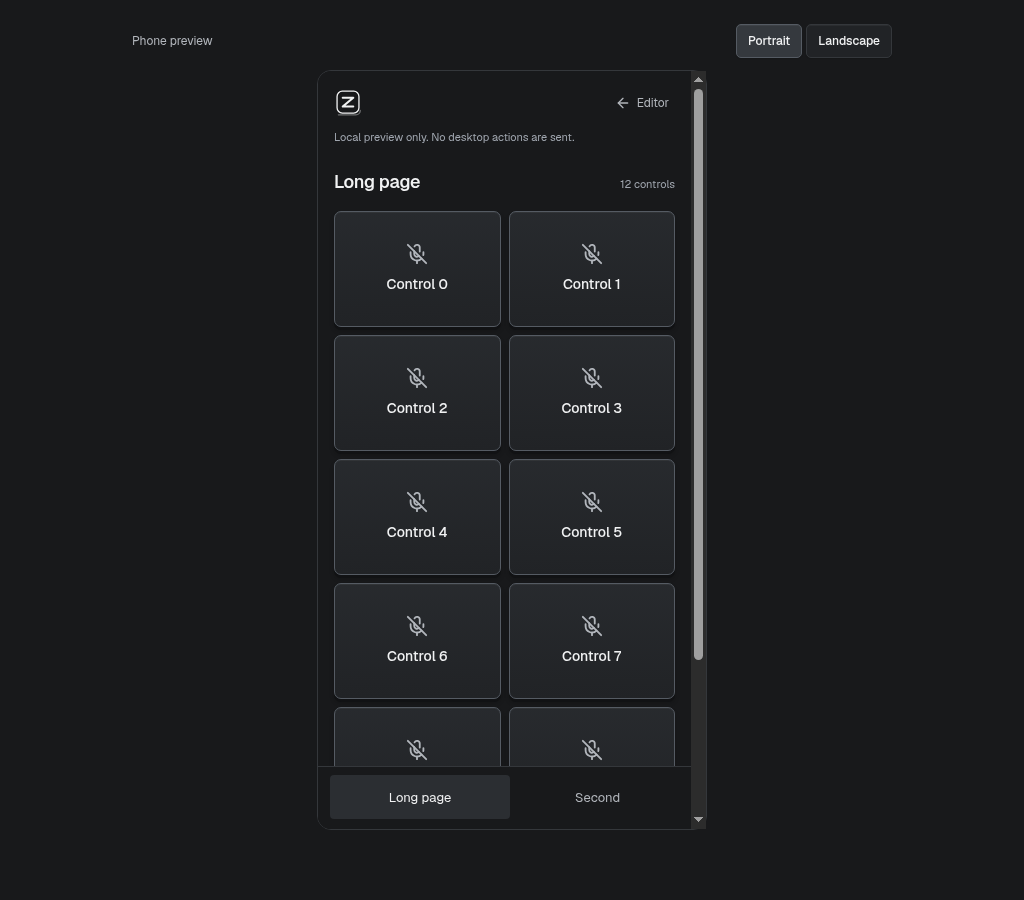 Phone preview
Portrait
Landscape
Z
Editor
Local preview only. No desktop actions are sent.
Long page
12 controls
Control 0
Control 1
Control 2
Control 3
Control 4
Control 5
Control 6
Control 7
Long page
Second